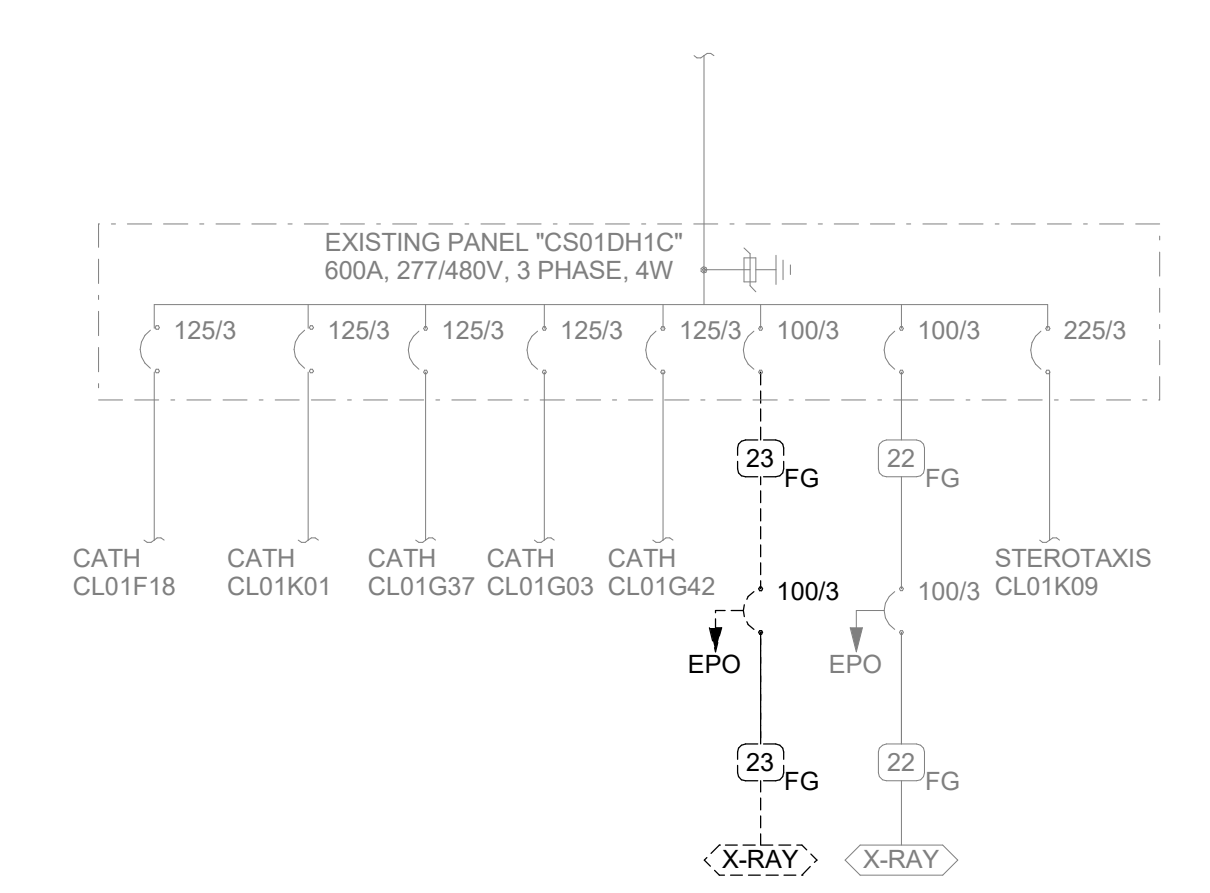 EXISTING PANEL "CS01DH1C"
600A, 277/480V, 3 PHASE, 4W
125/3
125/3
125/3
125/3
125/3
100/3
100/3
225/3
23
FG
22
FG
CATH
CL01F18
CATH
CL01K01
CATH
CL01G37
CATH
CL01G03
CATH
CL01G42
STEROTAXIS
CL01K09
100/3
EPO
100/3
EPO
23
FG
22
FG
X-RAY
X-RAY